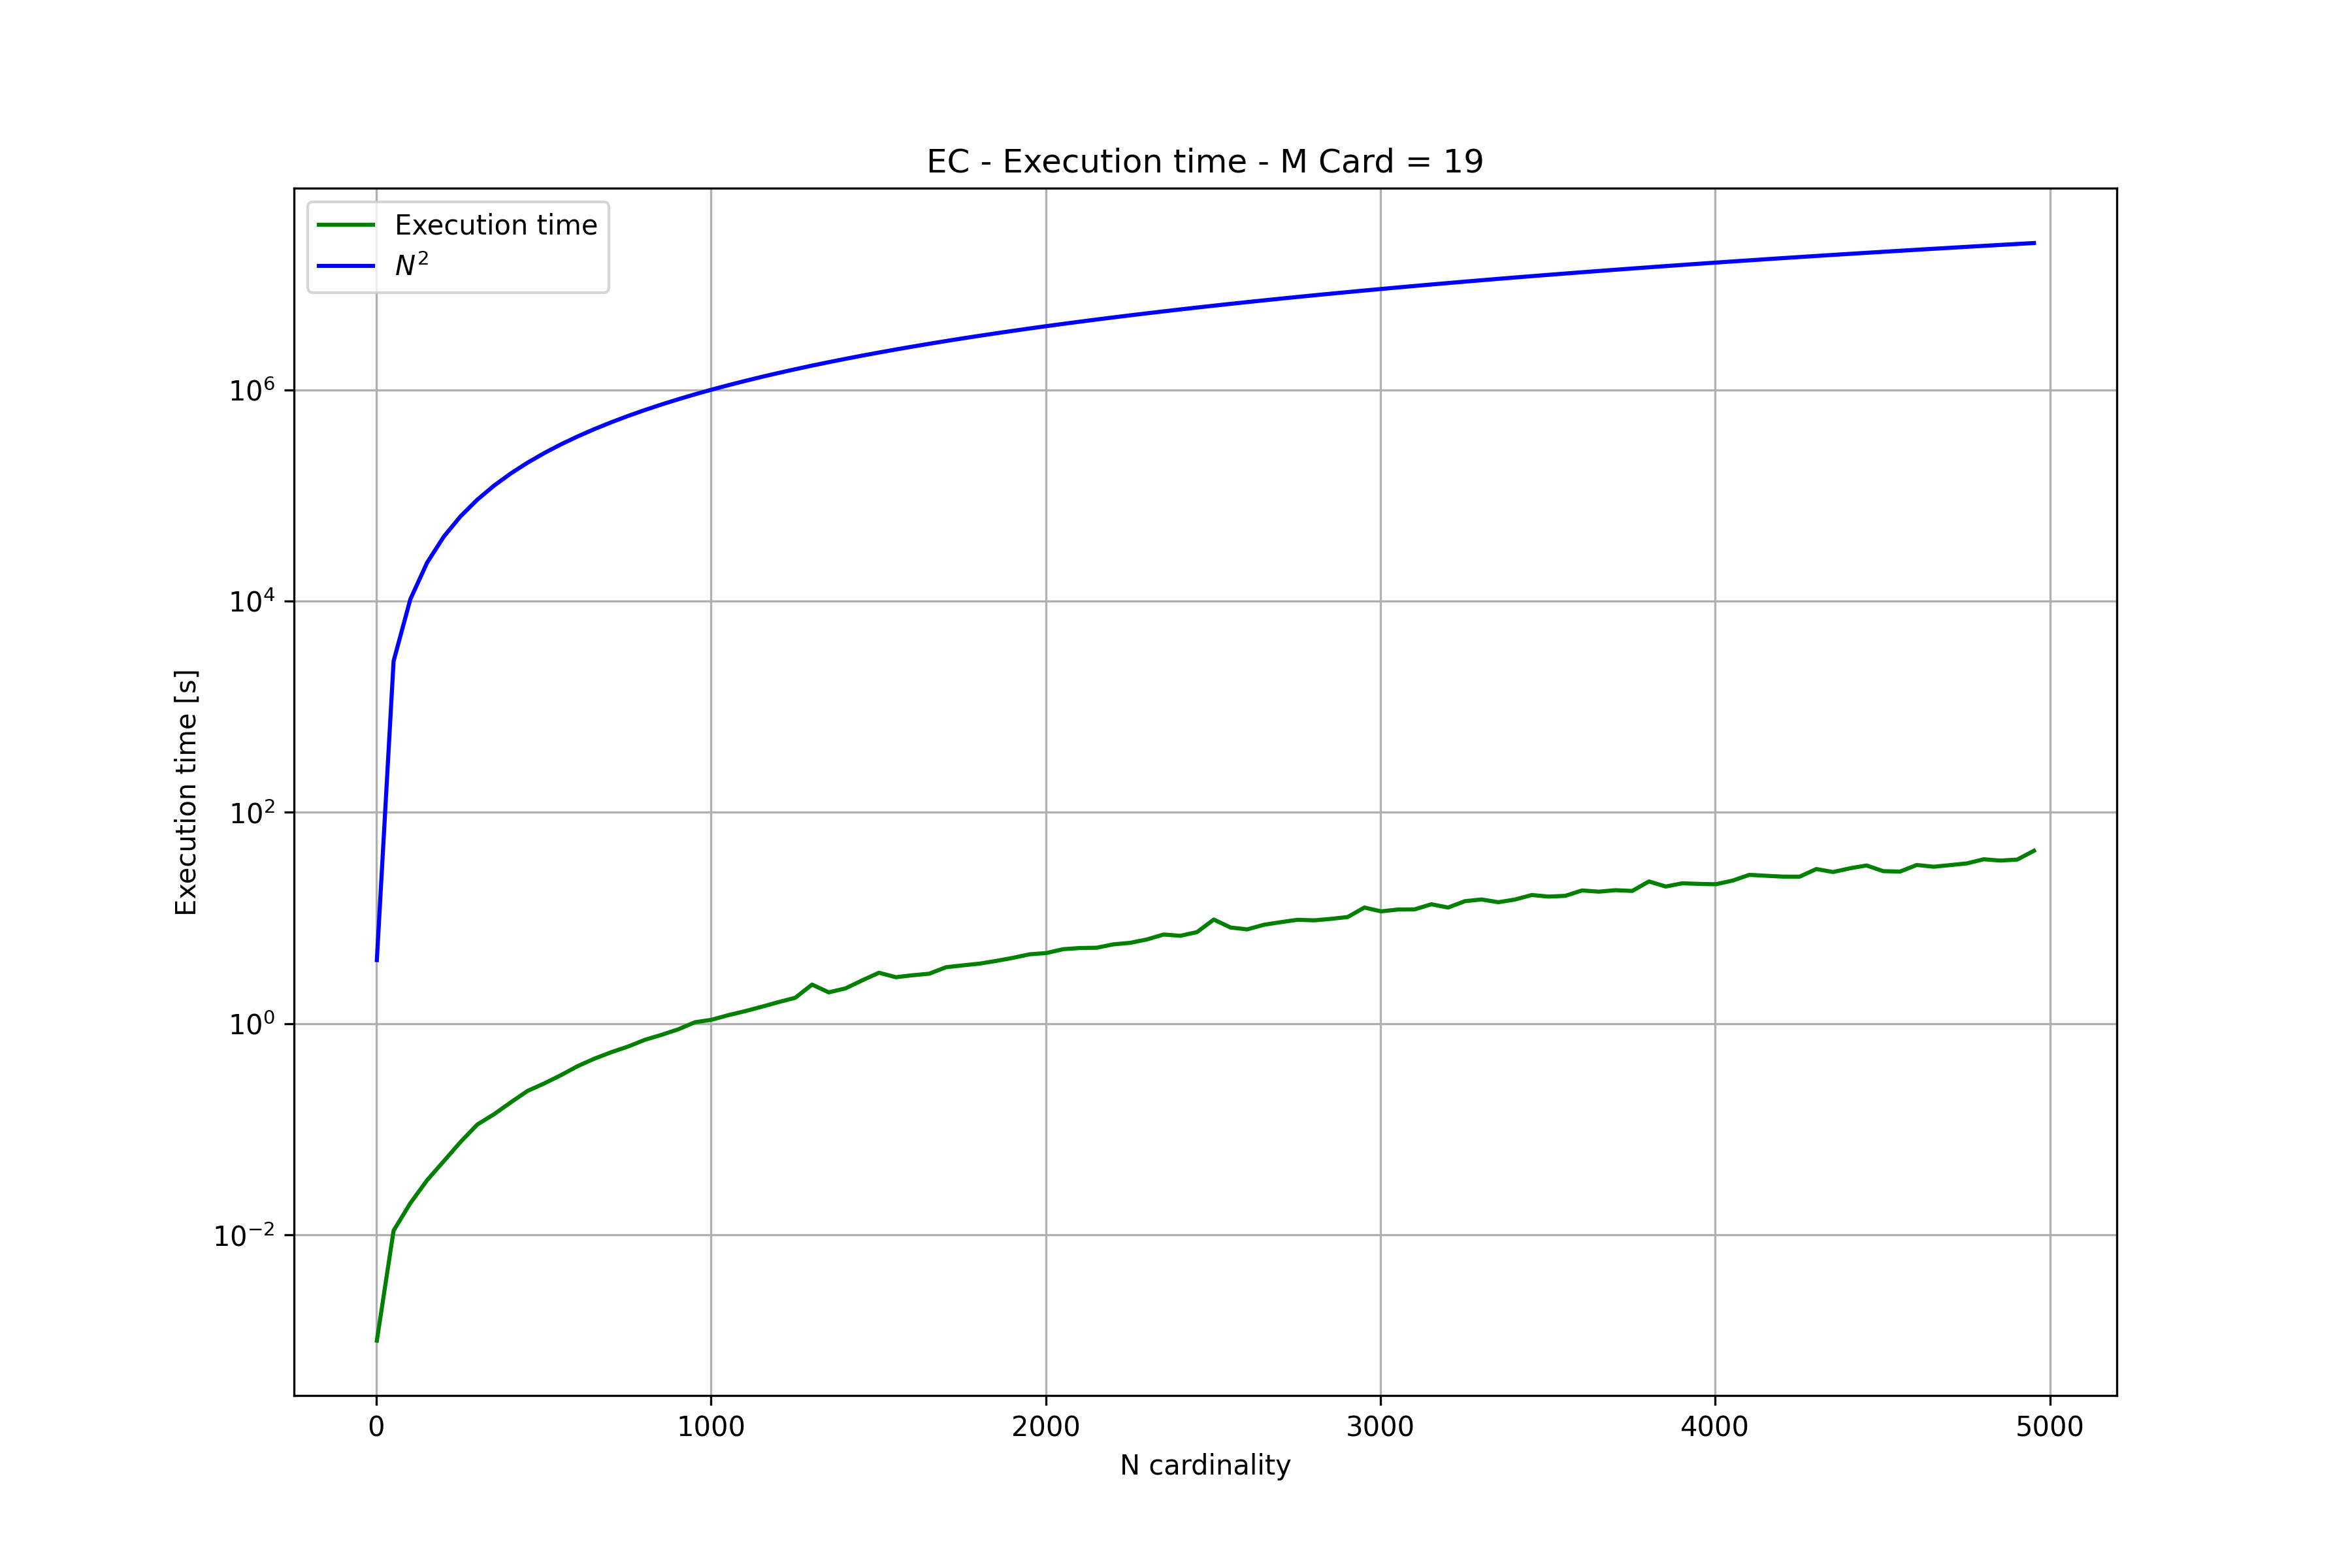 EC - Execution time - M Card = 19
Execution time
N²
10⁶
10⁴
10²
10⁰
10⁻²
Execution time [s]
0 1000 2000 3000 4000 5000
N cardinality